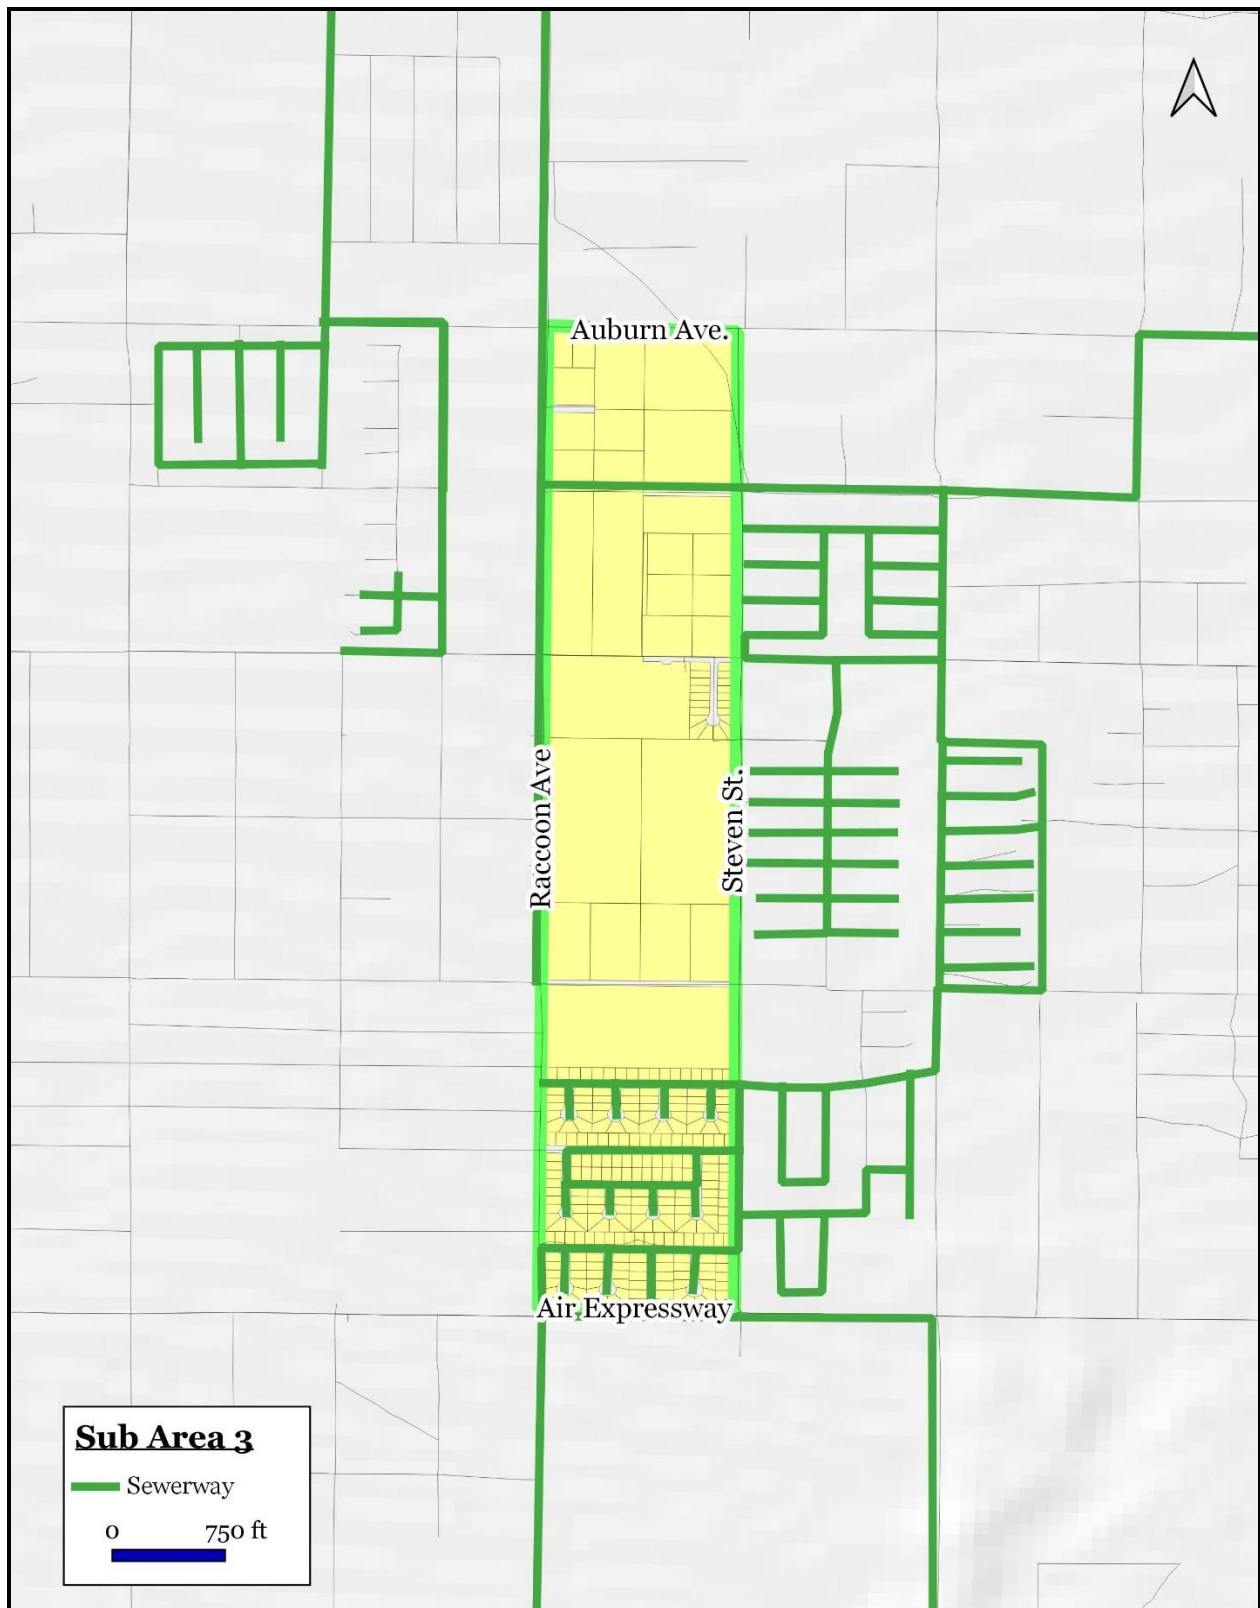 Auburn Ave.
Raccoon Ave
Steven St.
Air Expressway
Sub Area 3
Sewerway
0 750 ft